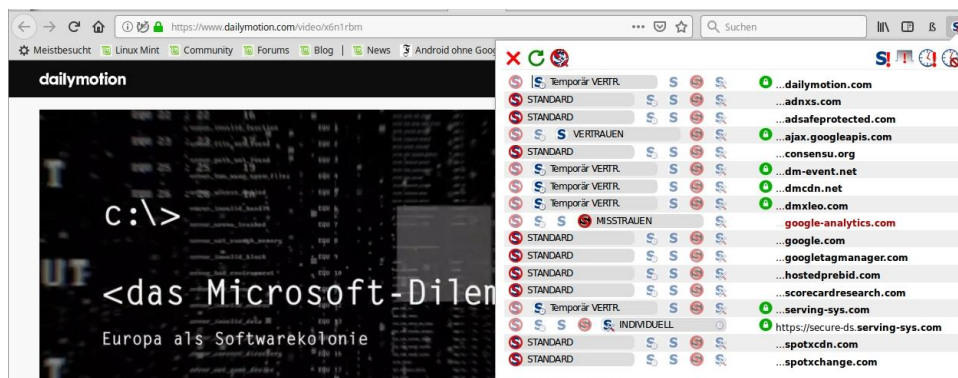 https://www.dailymotion.com/video/x6n1rbm
Suchen
Meistbesucht Linux Mint Community Forums Blog | News Android ohne Goog
dailymotion
c:\>
<das Microsoft-Dilem
Europa als Softwarekolonie
Temporär VERTR. ...dailymotion.com
STANDARD ...adnxs.com
STANDARD ...adsafeprotected.com
VERTRAUEN ...ajax.googleapis.com
STANDARD ...consensu.org
Temporär VERTR. ...dm-event.net
Temporär VERTR. ...dmcdn.net
Temporär VERTR. ...dmxleo.com
MISSTRAUEN ...google-analytics.com
STANDARD ...google.com
STANDARD ...googletagmanager.com
STANDARD ...hostedprebid.com
STANDARD ...scorecardresearch.com
Temporär VERTR. ...serving-sys.com
INDIVIDUELL https://secure-ds.serving-sys.com
STANDARD ...spotxcdn.com
STANDARD ...spotxchange.com